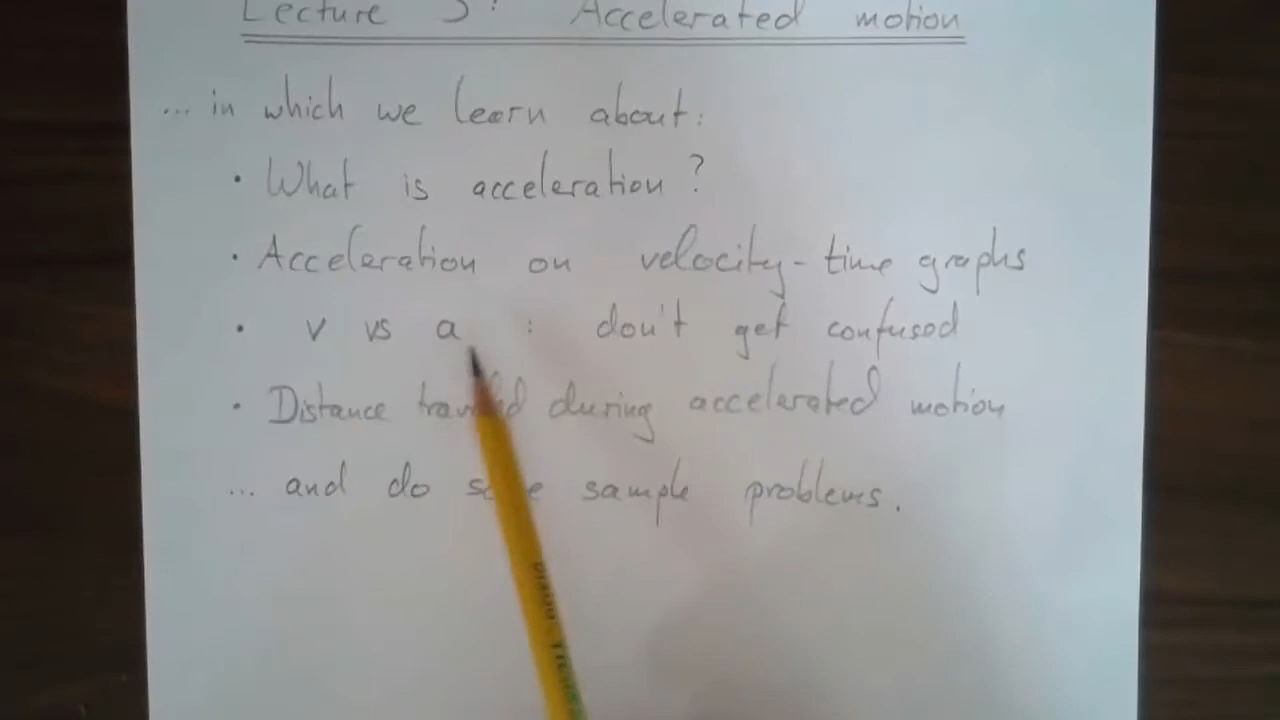 Lecture : Accelerated motion
... in which we learn about:
• What is acceleration?
• Acceleration on velocity-time graphs
• v vs a : don't get confused
• Distance during accelerated motion
... and do sample problems.